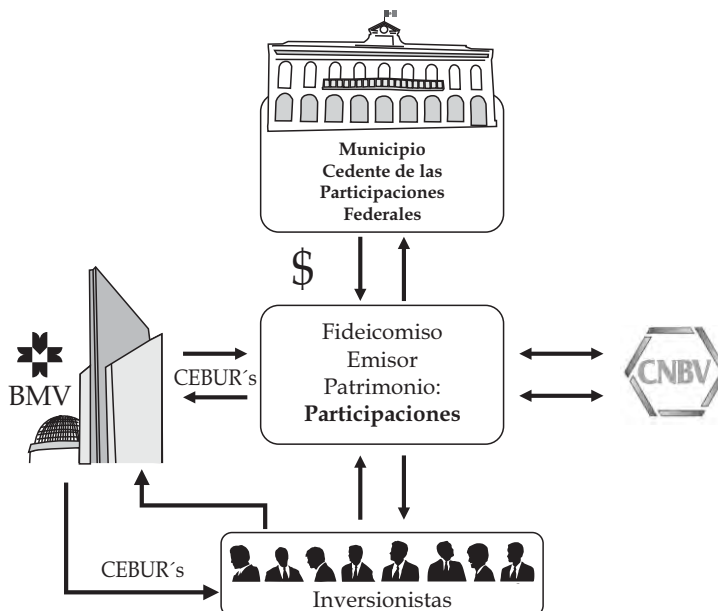 Municipio
Cedente de las
Participaciones
Federales
$
Fideicomiso
Emisor
Patrimonio:
Participaciones
BMV
CEBUR´s
CNBV
CEBUR´s
Inversionistas